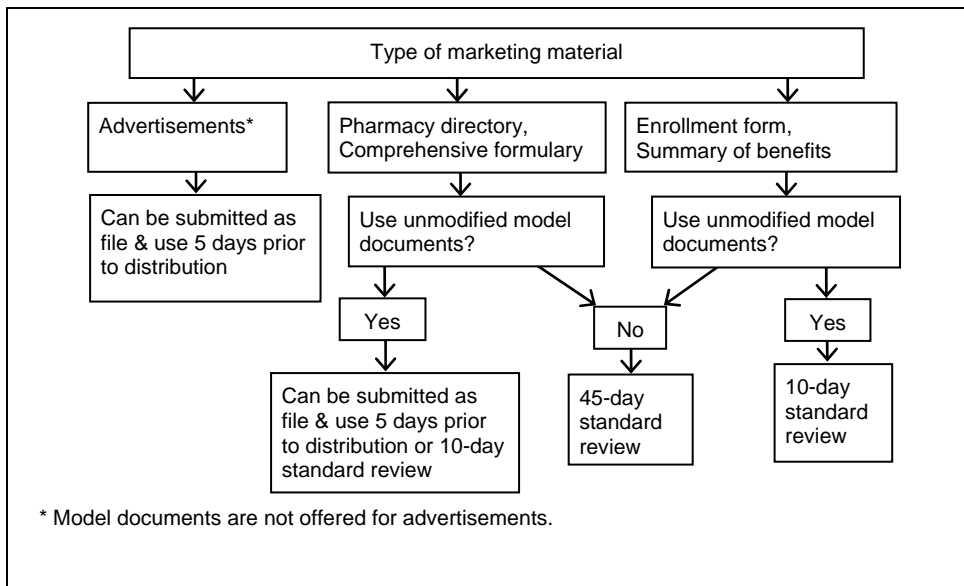 Type of marketing material
Advertisements*
Pharmacy directory,
Comprehensive formulary
Enrollment form,
Summary of benefits
Can be submitted as
file & use 5 days prior
to distribution
Use unmodified model
documents?
Use unmodified model
documents?
Yes
No
Yes
Can be submitted as
file & use 5 days prior
to distribution or 10-day
standard review
45-day
standard
review
10-day
standard
review
* Model documents are not offered for advertisements.